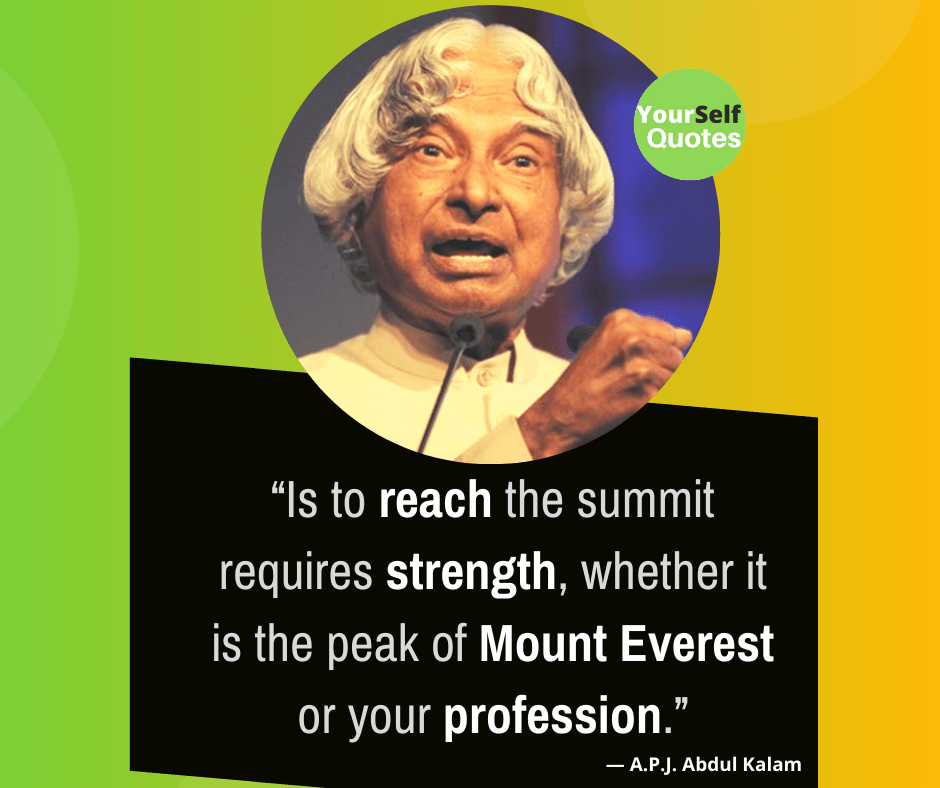 YourSelf
Quotes
“Is to reach the summit
requires strength, whether it
is the peak of Mount Everest
or your profession.”
— A.P.J. Abdul Kalam